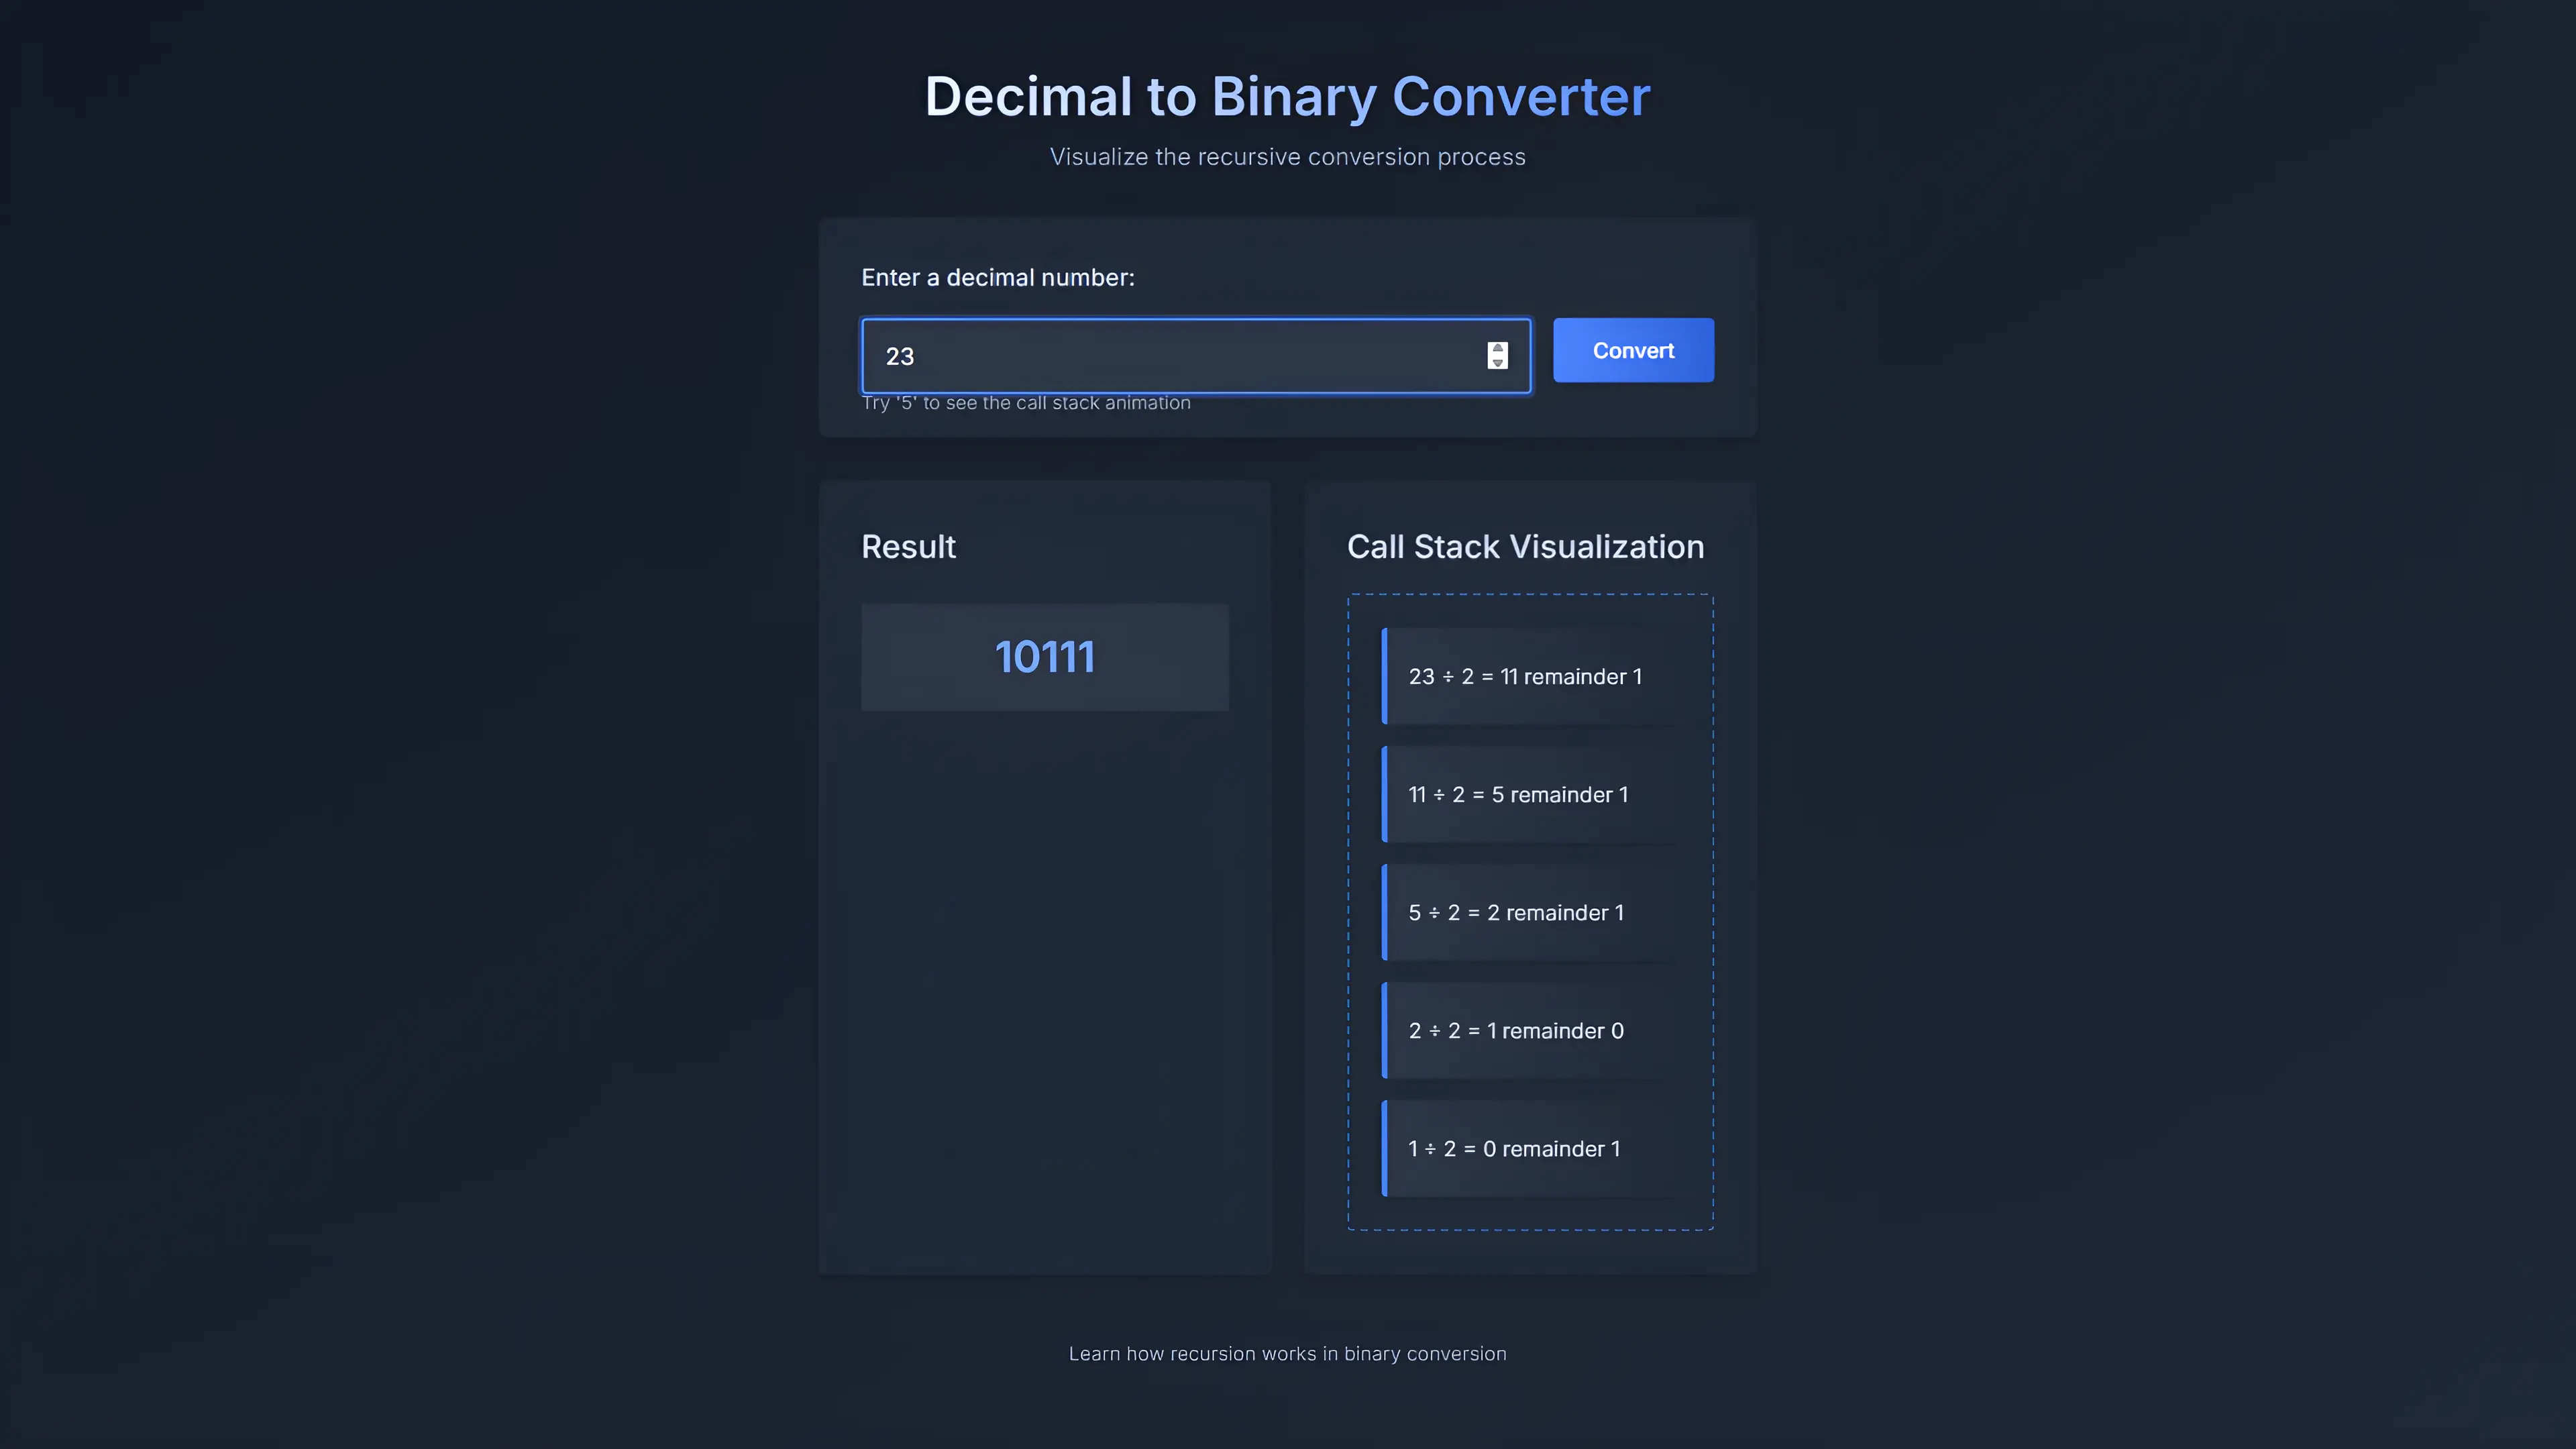 Decimal to Binary Converter
Visualize the recursive conversion process
Enter a decimal number:
23
Convert
Try '5' to see the call stack animation
Result
10111
Call Stack Visualization
23 ÷ 2 = 11 remainder 1
11 ÷ 2 = 5 remainder 1
5 ÷ 2 = 2 remainder 1
2 ÷ 2 = 1 remainder 0
1 ÷ 2 = 0 remainder 1
Learn how recursion works in binary conversion